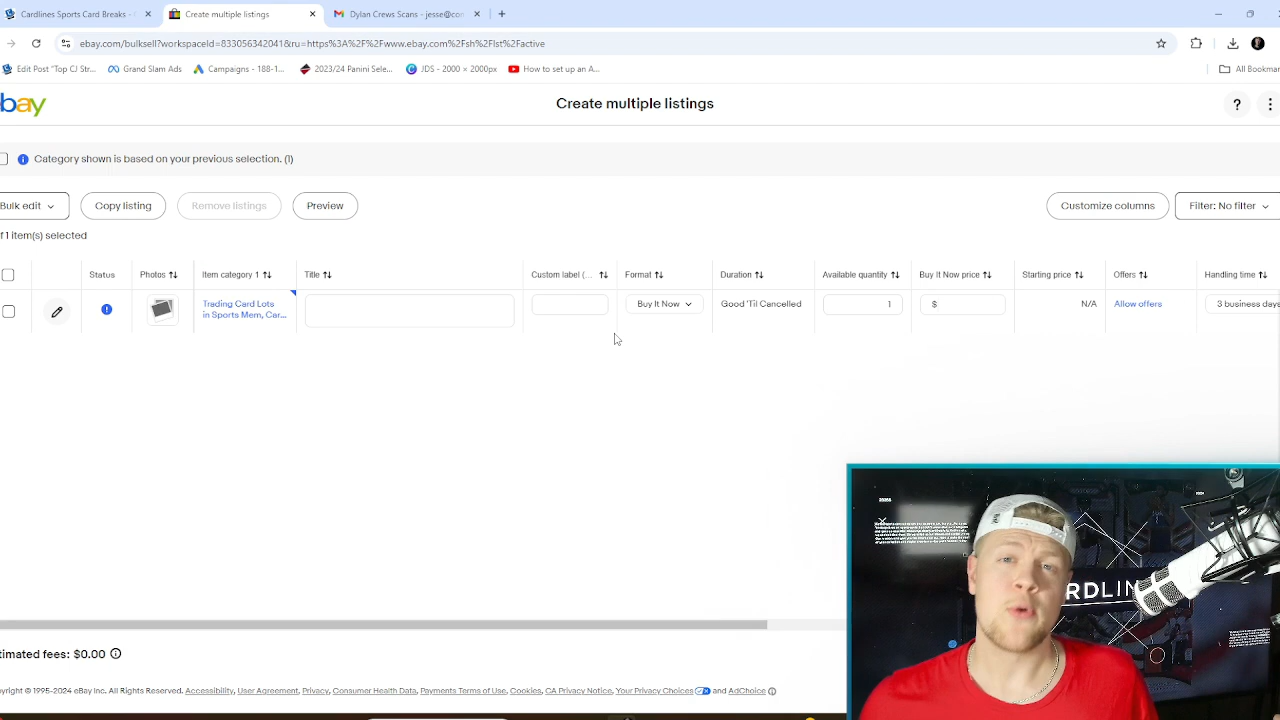 Cardlines Sports Card Breaks -
Create multiple listings
Dylan Crews Scans - jesse@con
ebay.com/bulksell?workspaceId=833056342041&ru=https%3A%2F%2Fwww.ebay.com%2Fsh%2Flst%2Factive
Edit Post "Top CJ Str...
Grand Slam Ads
Campaigns - 188-1...
2023/24 Panini Sele...
JDS - 2000 × 2000px
How to set up an A...
All Bookmar
bay
Create multiple listings
?
Category shown is based on your previous selection. (1)
Bulk edit
Copy listing
Remove listings
Preview
Customize columns
Filter: No filter
f 1 item(s) selected
Status
Photos
Item category 1
Title
Custom label (...
Format
Duration
Available quantity
Buy It Now price
Starting price
Offers
Handling time
Trading Card Lots
in Sports Mem, Car...
Buy It Now
Good 'Til Cancelled
1
$
N/A
Allow offers
3 business days
RDLIN
timated fees: $0.00
yright © 1995-2024 eBay Inc. All Rights Reserved. Accessibility, User Agreement, Privacy, Consumer Health Data, Payments Terms of Use, Cookies, CA Privacy Notice, Your Privacy Choices and AdChoice